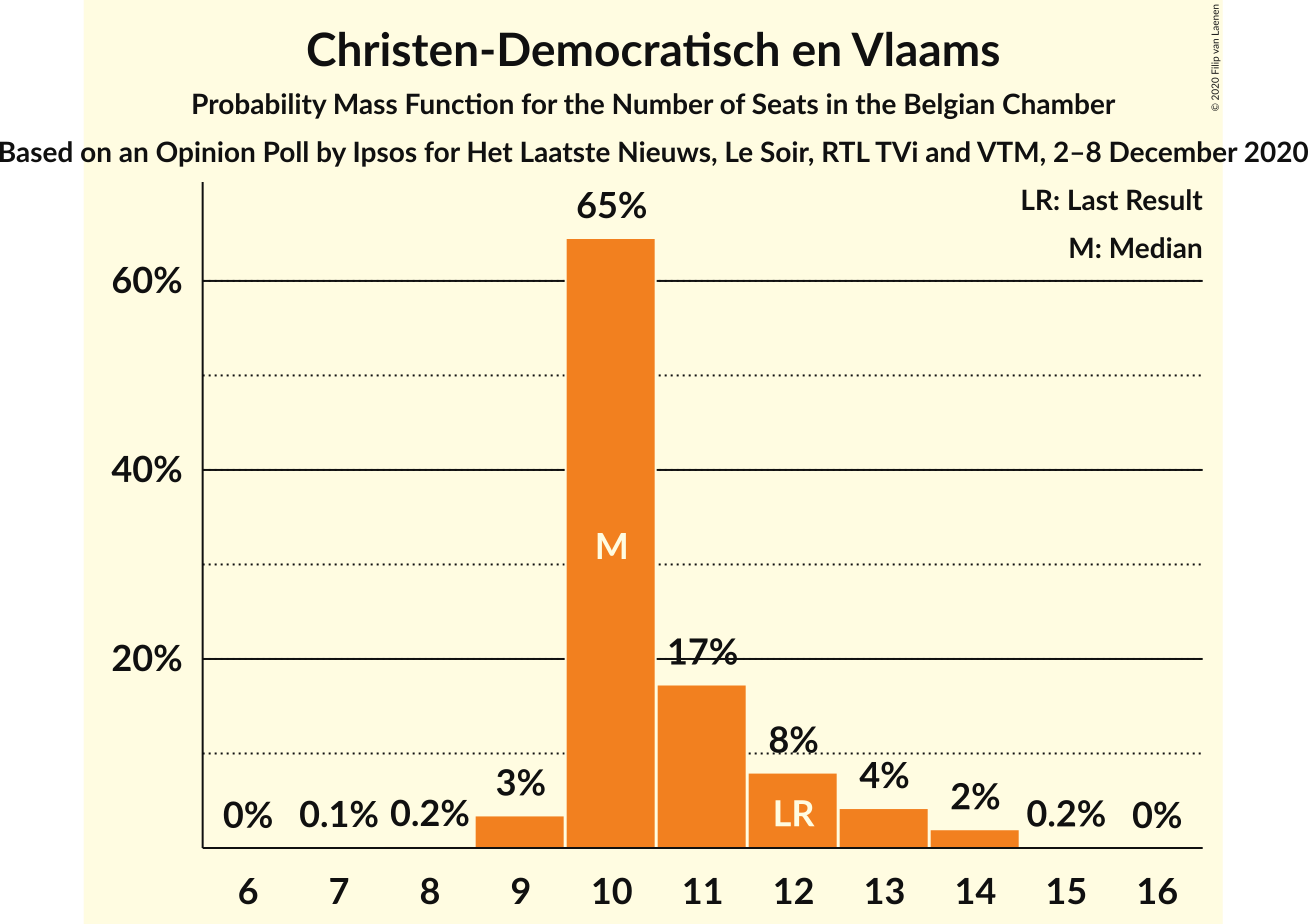 Christen-Democratisch en Vlaams
Probability Mass Function for the Number of Seats in the Belgian Chamber
Based on an Opinion Poll by Ipsos for Het Laatste Nieuws, Le Soir, RTL TVi and VTM, 2–8 December 2020
© 2020 Filip van Laenen
LR: Last Result
M: Median
65%
60%
40%
M
20%
17%
8%
3%
4%
2%
0%
0.1%
0.2%
LR
0.2%
0%
6 7 8 9 10 11 12 13 14 15 16